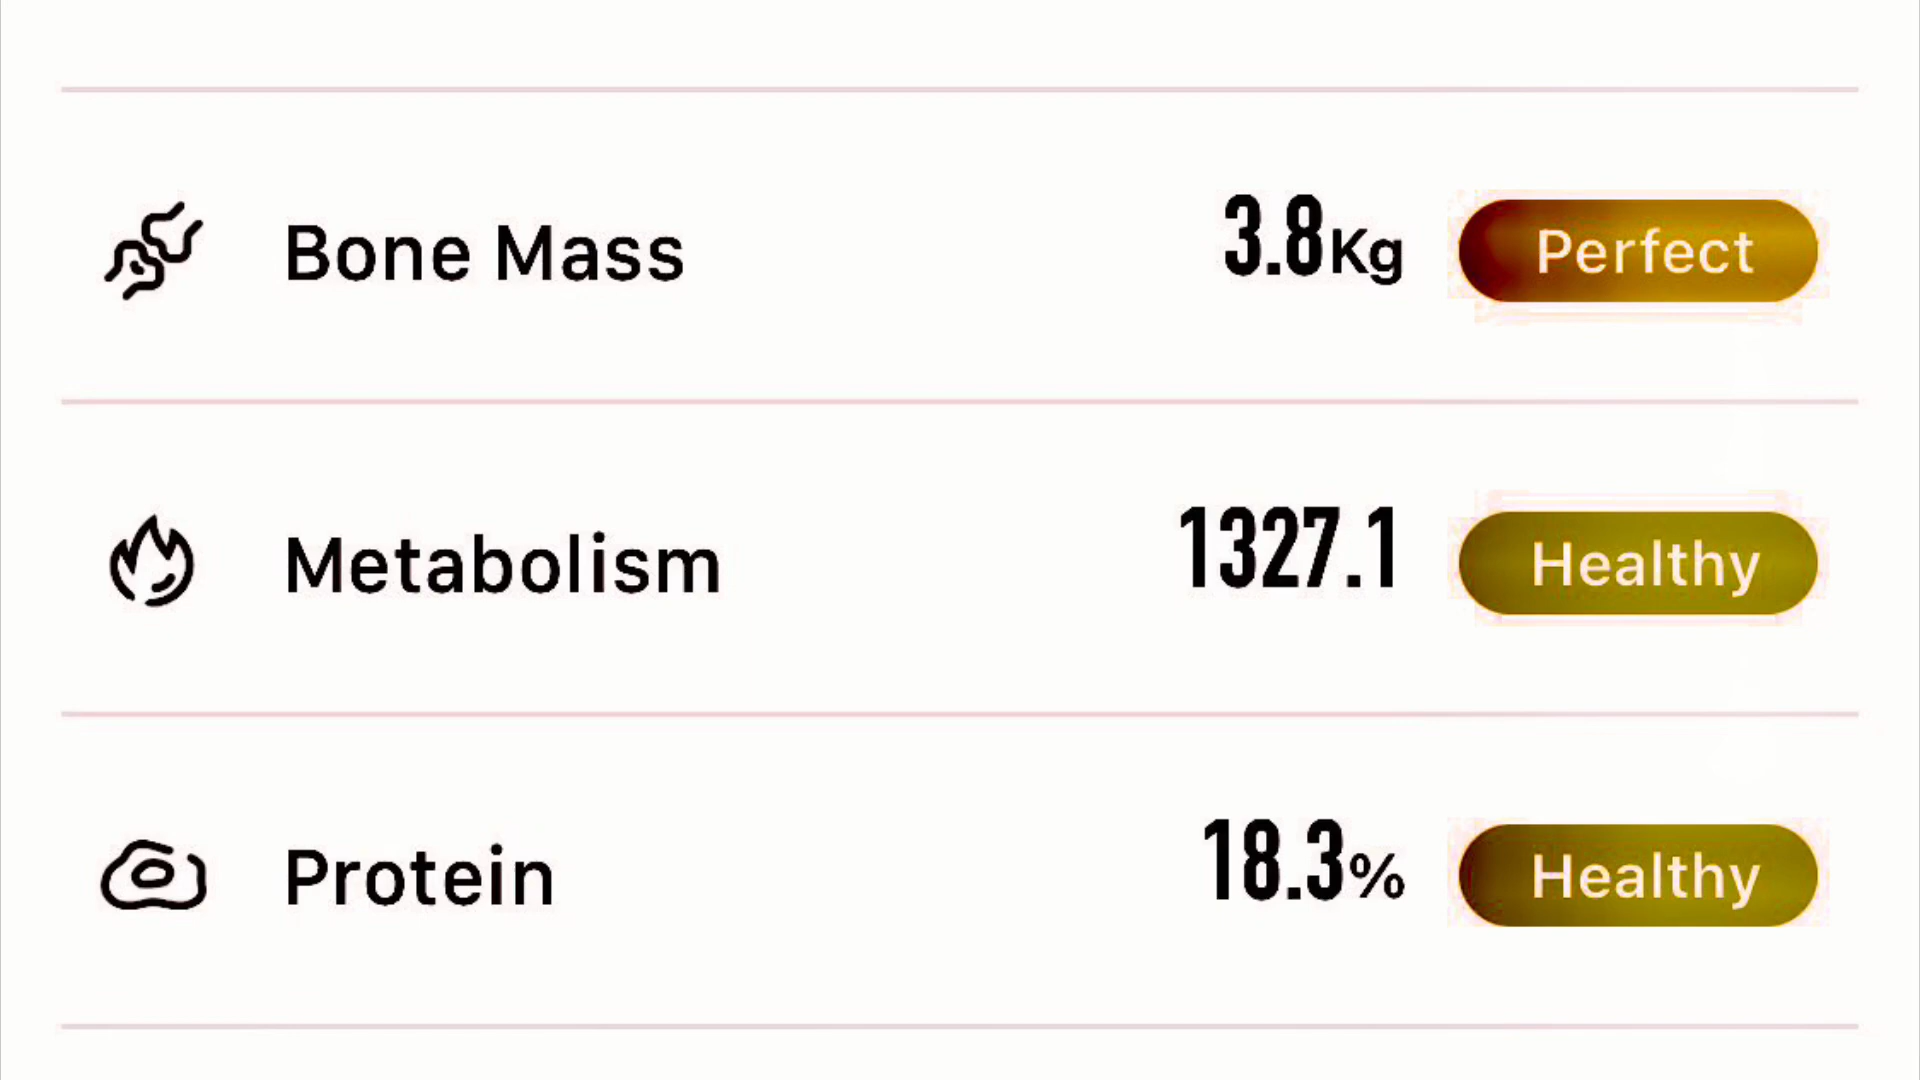 Bone Mass 3.8Kg Perfect
Metabolism 1327.1 Healthy
Protein 18.3% Healthy